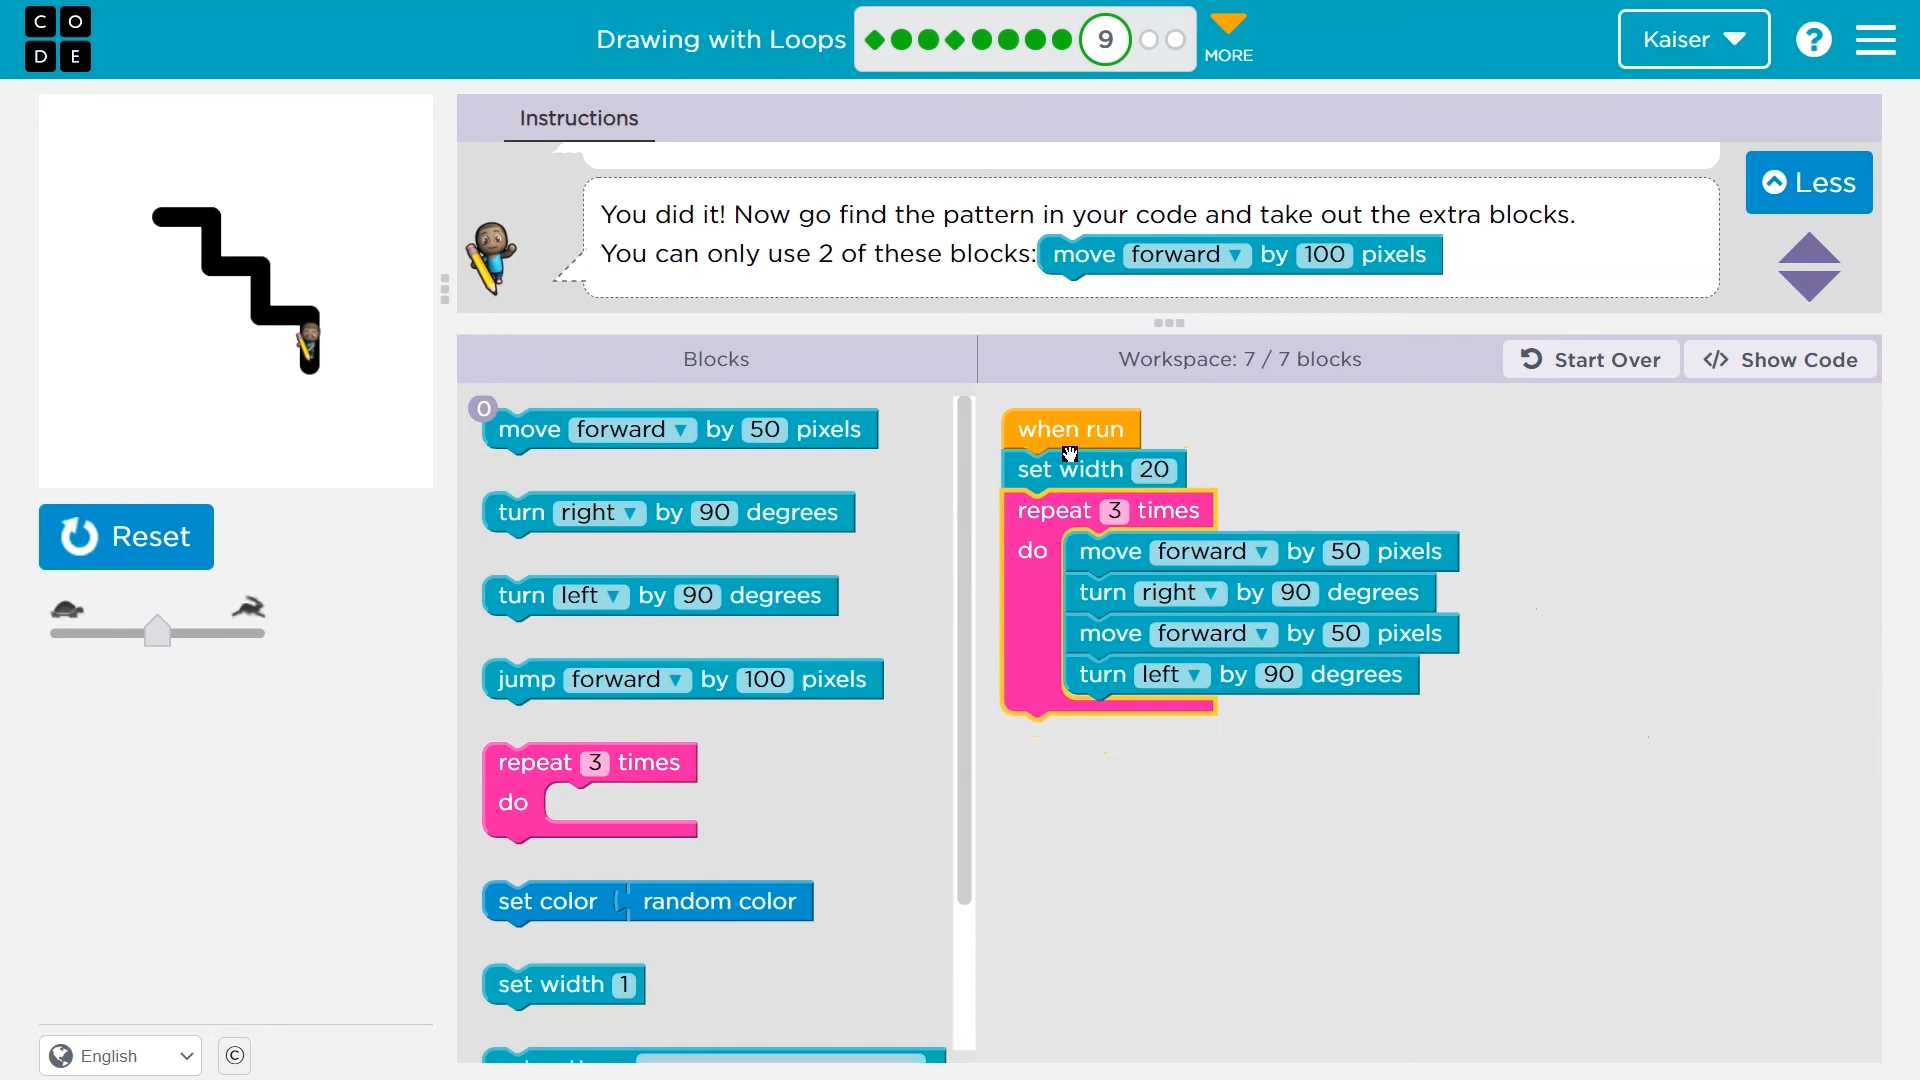 C O
D E
Drawing with Loops
9
MORE
Kaiser
?
Instructions
You did it! Now go find the pattern in your code and take out the extra blocks.
You can only use 2 of these blocks: move forward by 100 pixels
Less
Blocks
Workspace: 7 / 7 blocks
Start Over
</> Show Code
0
move forward by 50 pixels
turn right by 90 degrees
turn left by 90 degrees
jump forward by 100 pixels
repeat 3 times
do
set color random color
set width 1
when run
set width 20
repeat 3 times
do
move forward by 50 pixels
turn right by 90 degrees
move forward by 50 pixels
turn left by 90 degrees
Reset
English
©